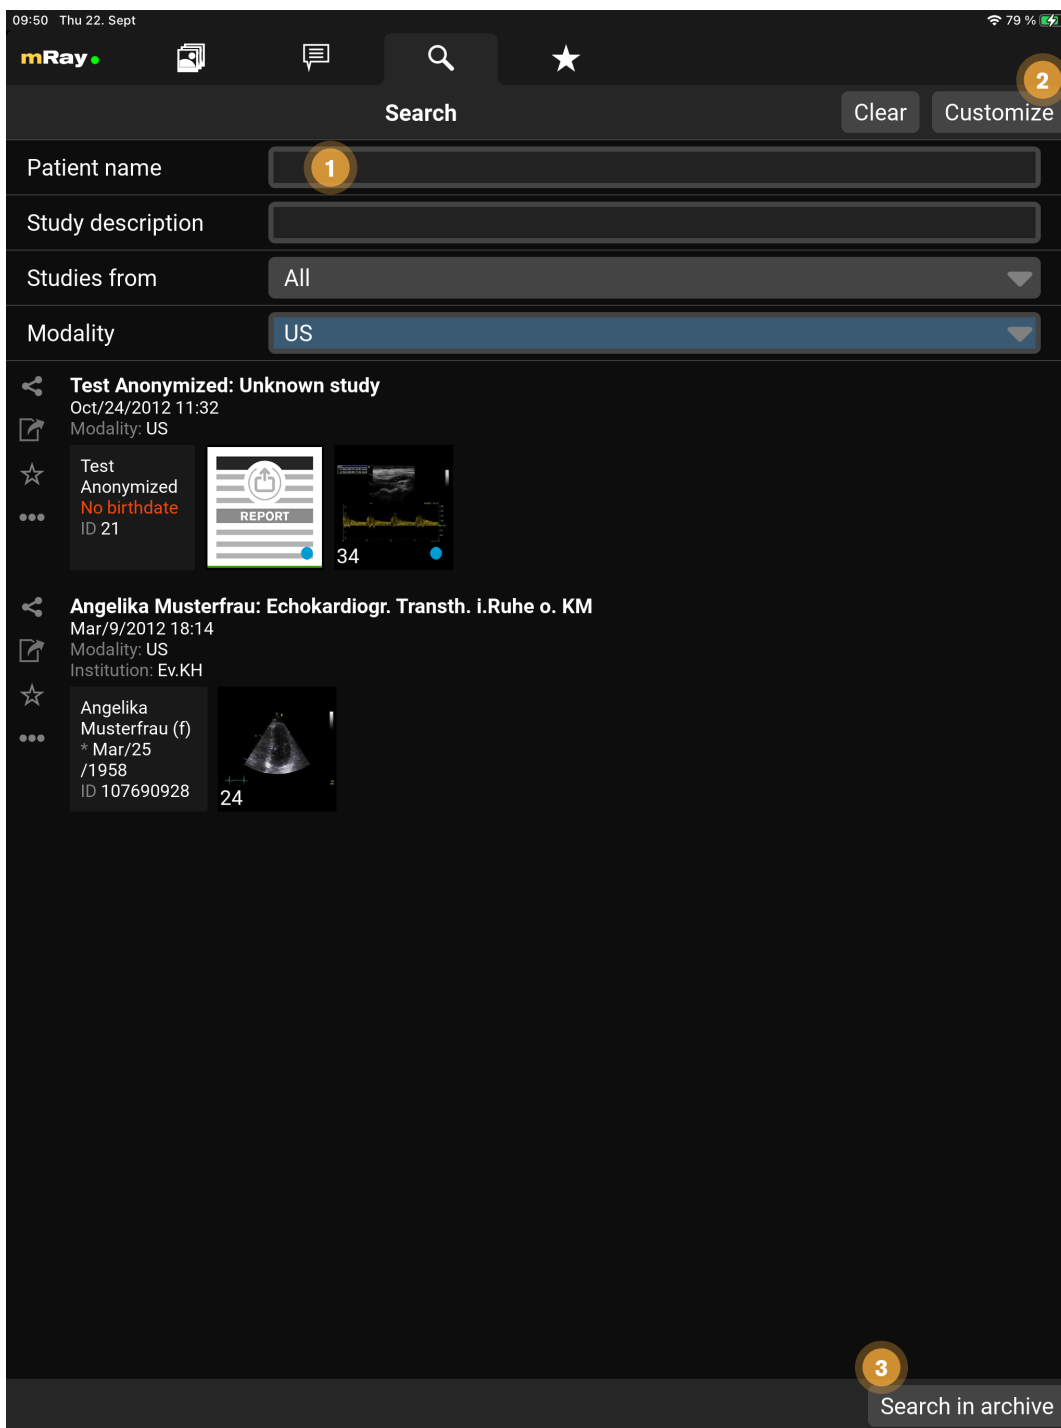 09:50 Thu 22. Sept 79 %
mRay
2
Search Clear Customize
Patient name 1
Study description
Studies from All
Modality US
Test Anonymized: Unknown study
Oct/24/2012 11:32
Modality: US
Test
Anonymized
No birthdate
ID 21
REPORT
34
Angelika Musterfrau: Echokardiogr. Transth. i.Ruhe o. KM
Mar/9/2012 18:14
Modality: US
Institution: Ev.KH
Angelika
Musterfrau (f)
* Mar/25
/1958
ID 107690928
24
3
Search in archive